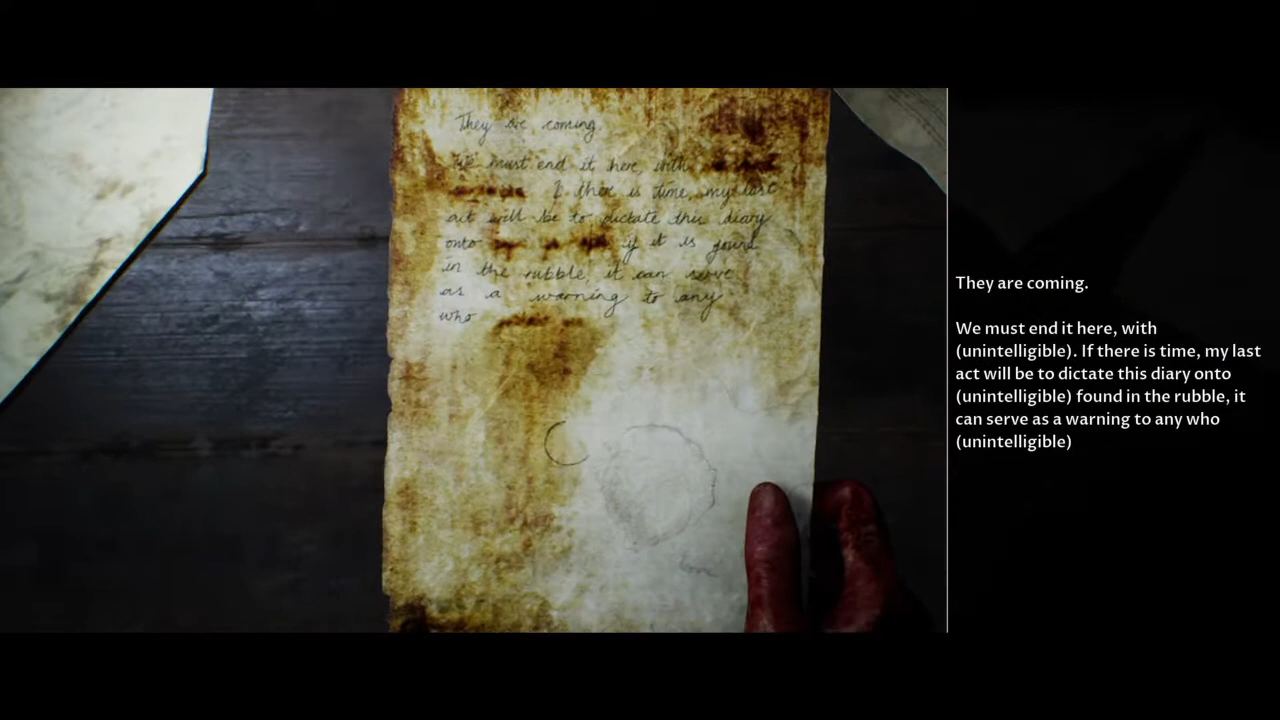 They are coming.
We must end it here, with
If there is time, my last
act will be to dictate this diary
onto if it is found
in the rubble, it can serve
as a warning to any
who
They are coming.
We must end it here, with
(unintelligible). If there is time, my last
act will be to dictate this diary onto
(unintelligible) found in the rubble, it
can serve as a warning to any who
(unintelligible)